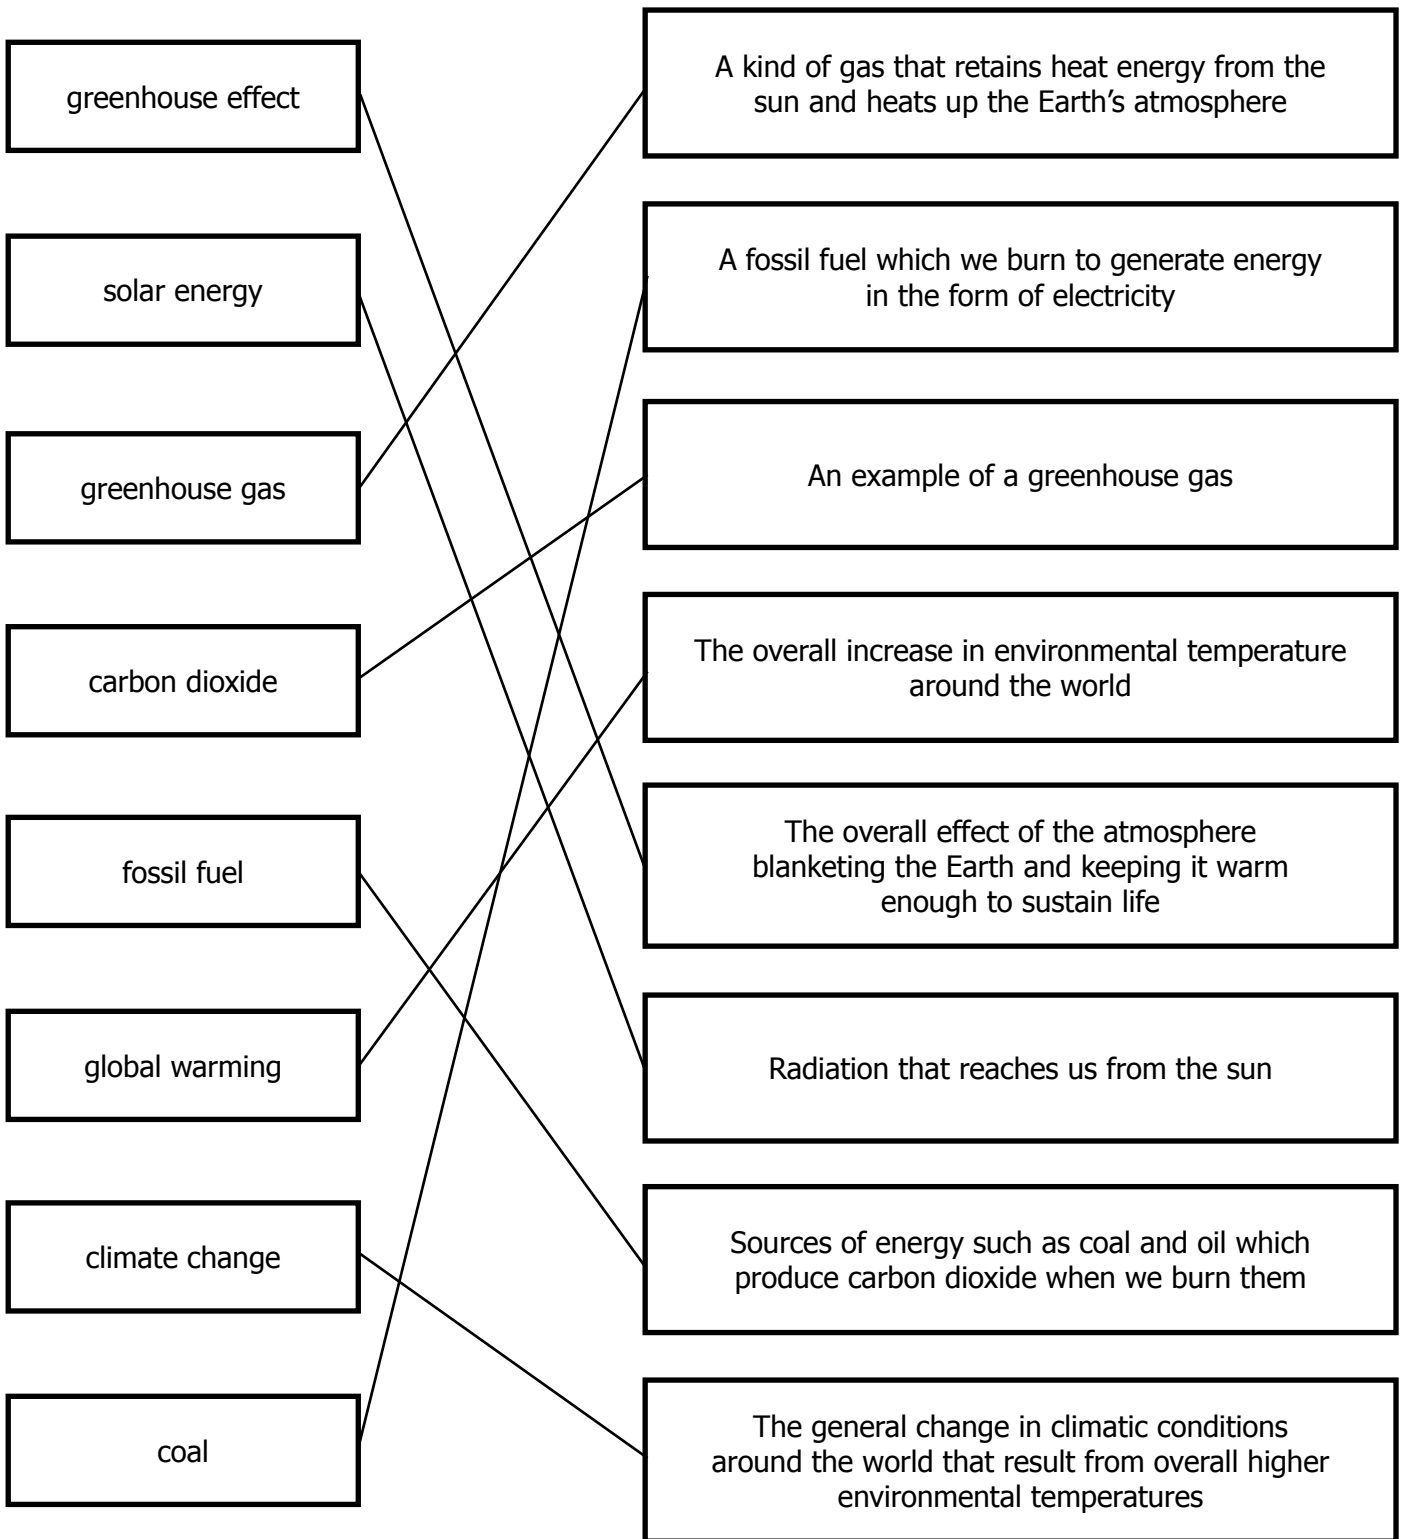 greenhouse effect
solar energy
greenhouse gas
carbon dioxide
fossil fuel
global warming
climate change
coal
A kind of gas that retains heat energy from the
sun and heats up the Earth’s atmosphere
A fossil fuel which we burn to generate energy
in the form of electricity
An example of a greenhouse gas
The overall increase in environmental temperature
around the world
The overall effect of the atmosphere
blanketing the Earth and keeping it warm
enough to sustain life
Radiation that reaches us from the sun
Sources of energy such as coal and oil which
produce carbon dioxide when we burn them
The general change in climatic conditions
around the world that result from overall higher
environmental temperatures